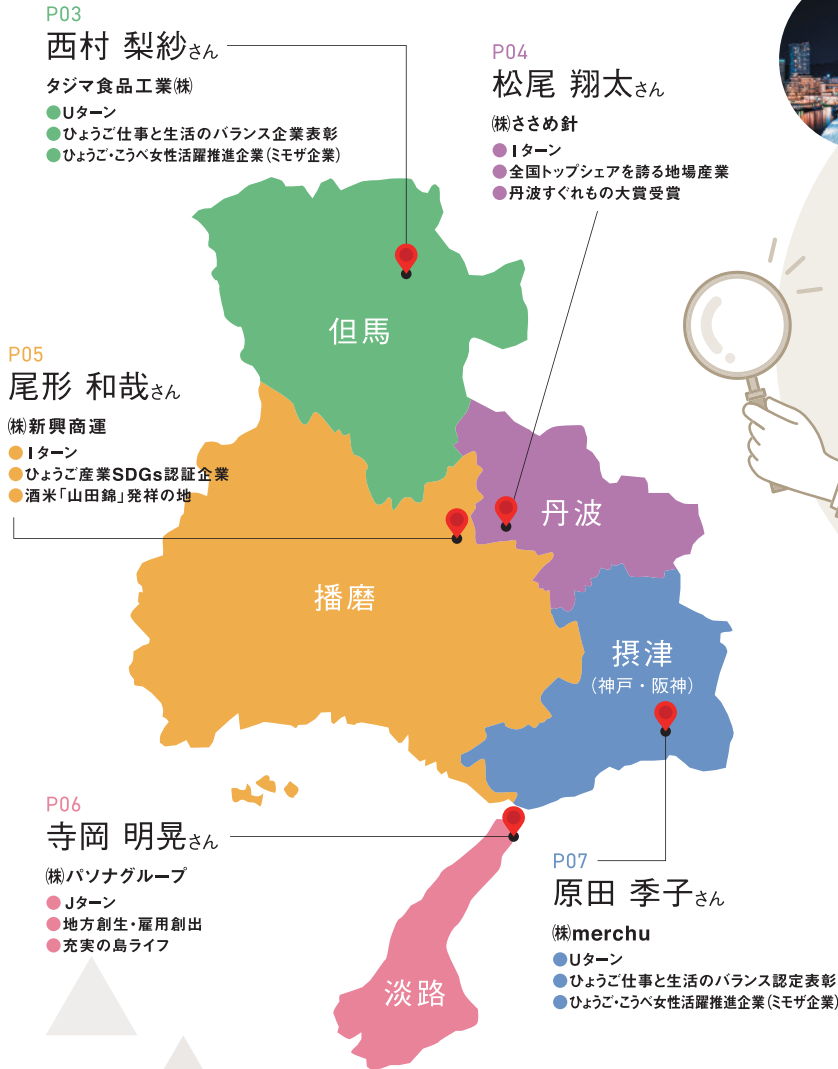 P03
西村 梨紗さん
タジマ食品工業㈱
●Uターン
●ひょうご仕事と生活のバランス企業表彰
●ひょうご・こうべ女性活躍推進企業(ミモザ企業)
P04
松尾 翔太さん
㈱ささめ針
●Iターン
●全国トップシェアを誇る地場産業
●丹波すぐれもの大賞受賞
但馬
P05
尾形 和哉さん
㈱新興商運
●Iターン
●ひょうご産業SDGs認証企業
●酒米「山田錦」発祥の地
丹波
播磨
摂津
(神戸・阪神)
P06
寺岡 明晃さん
㈱パソナグループ
●Jターン
●地方創生・雇用創出
●充実の島ライフ
淡路
P07
原田 季子さん
㈱merchu
●Uターン
●ひょうご仕事と生活のバランス認定表彰
●ひょうご・こうべ女性活躍推進企業(ミモザ企業)